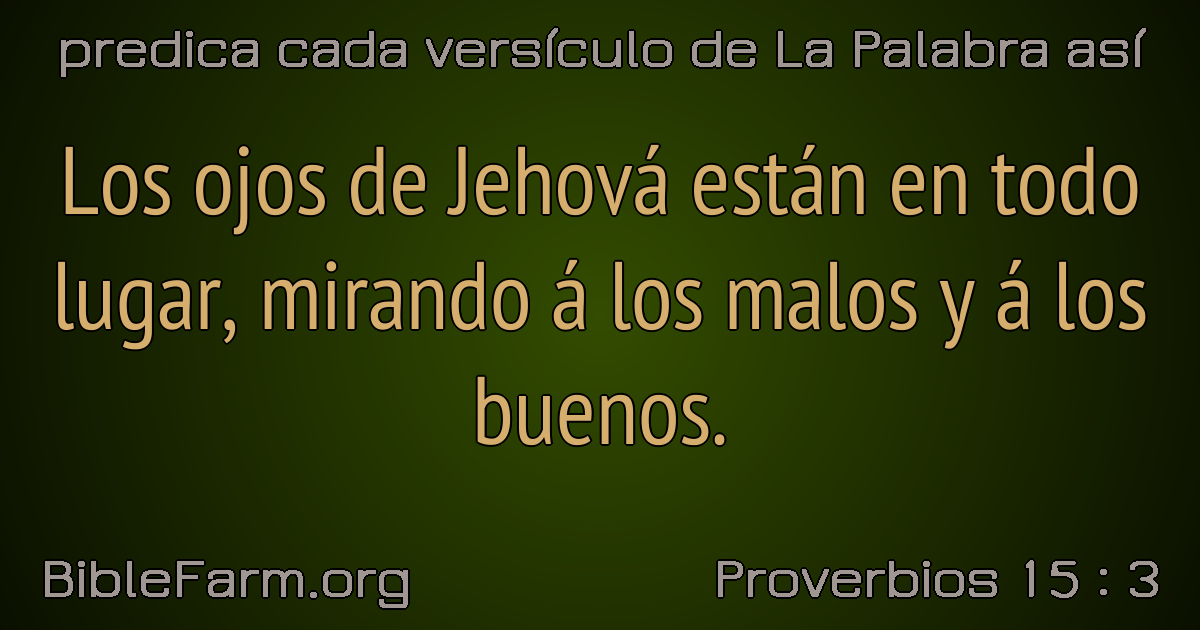 predica cada versículo de La Palabra así
Los ojos de Jehová están en todo
lugar, mirando á los malos y á los
buenos.
BibleFarm.org
Proverbios 15 : 3